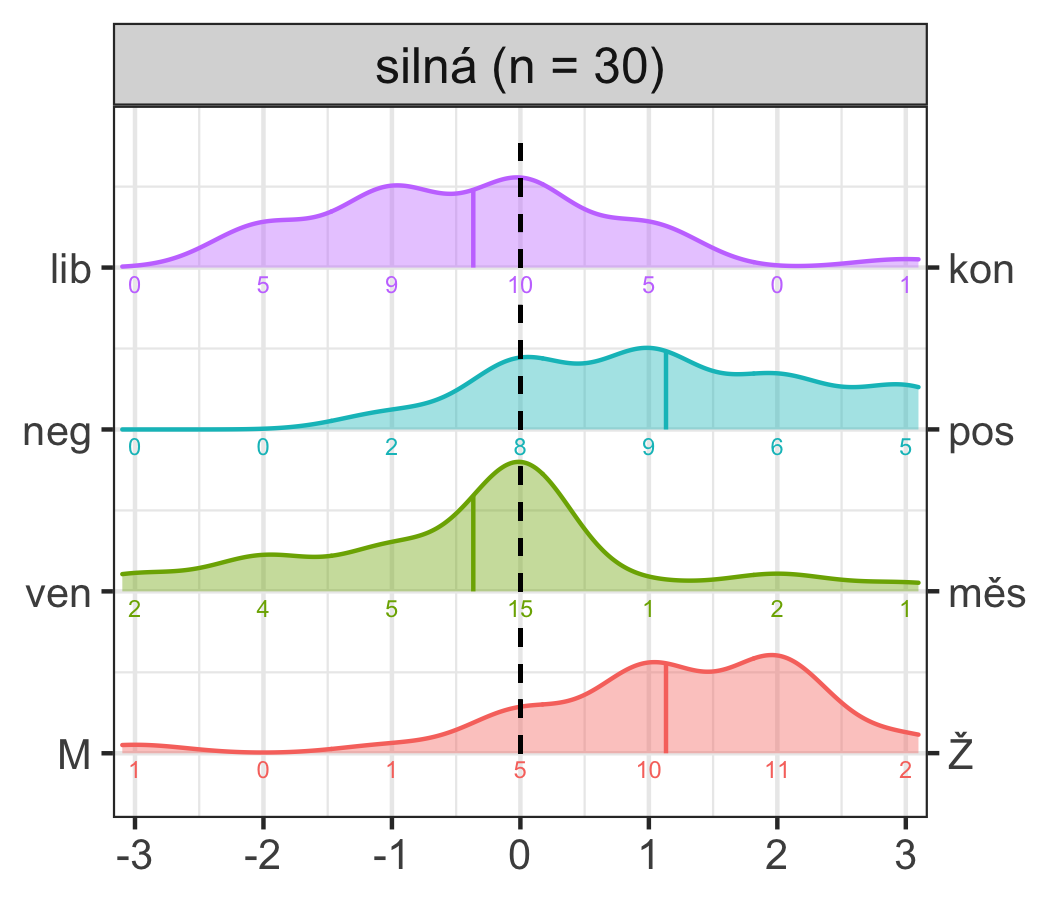 silná (n = 30)
lib kon
0 5 9 10 5 0 1
neg pos
0 0 2 8 9 6 5
ven měs
2 4 5 15 1 2 1
M Ž
1 0 1 5 10 11 2
-3 -2 -1 0 1 2 3